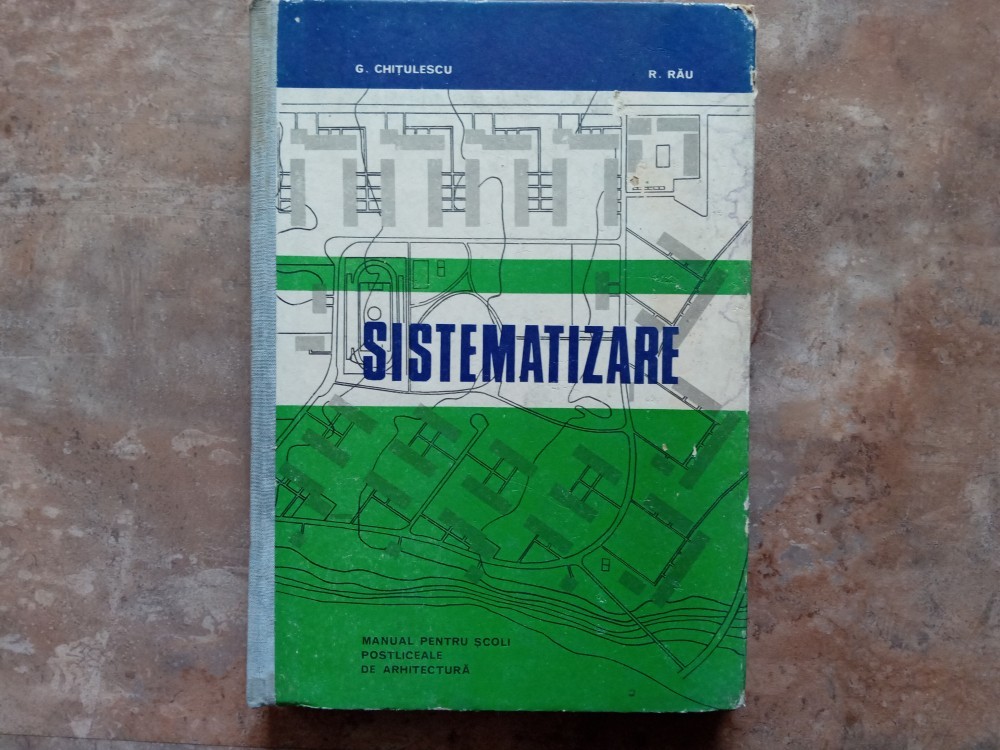 G. CHIȚULESCU
R. RĂU
SISTEMATIZARE
MANUAL PENTRU ȘCOLI
POSTLICEALE
DE ARHITECTURĂ